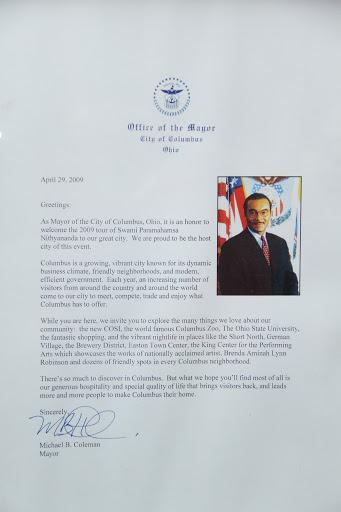 Office of the Mayor
City of Columbus
Ohio
April 29, 2009
Greetings:
As Mayor of the City of Columbus, Ohio, it is an honor to
welcome the 2009 tour of Swami Paramahamsa
Nithyananda to our great city. We are proud to be the host
city of this event.
Columbus is a growing, vibrant city known for its dynamic
business climate, friendly neighborhoods, and modern,
efficient government. Each year, an increasing number of
visitors from around the country and around the world
come to our city to meet, compete, trade and enjoy what
Columbus has to offer.
While you are here, we invite you to explore the many things we love about our
community: the new COSI, the world famous Columbus Zoo, The Ohio State University,
the fantastic shopping, and the vibrant nightlife in places like the Short North, German
Village, the Brewery District, Easton Town Center, the King Center for the Performing
Arts which showcases the works of nationally acclaimed artist, Brenda Aminah Lynn
Robinson and dozens of friendly spots in every Columbus neighborhood.
There's so much to discover in Columbus. But what we hope you'll find most of all is
our generous hospitality and special quality of life that brings visitors back, and leads
more and more people to make Columbus their home.
Sincerely,
Michael B. Coleman
Mayor